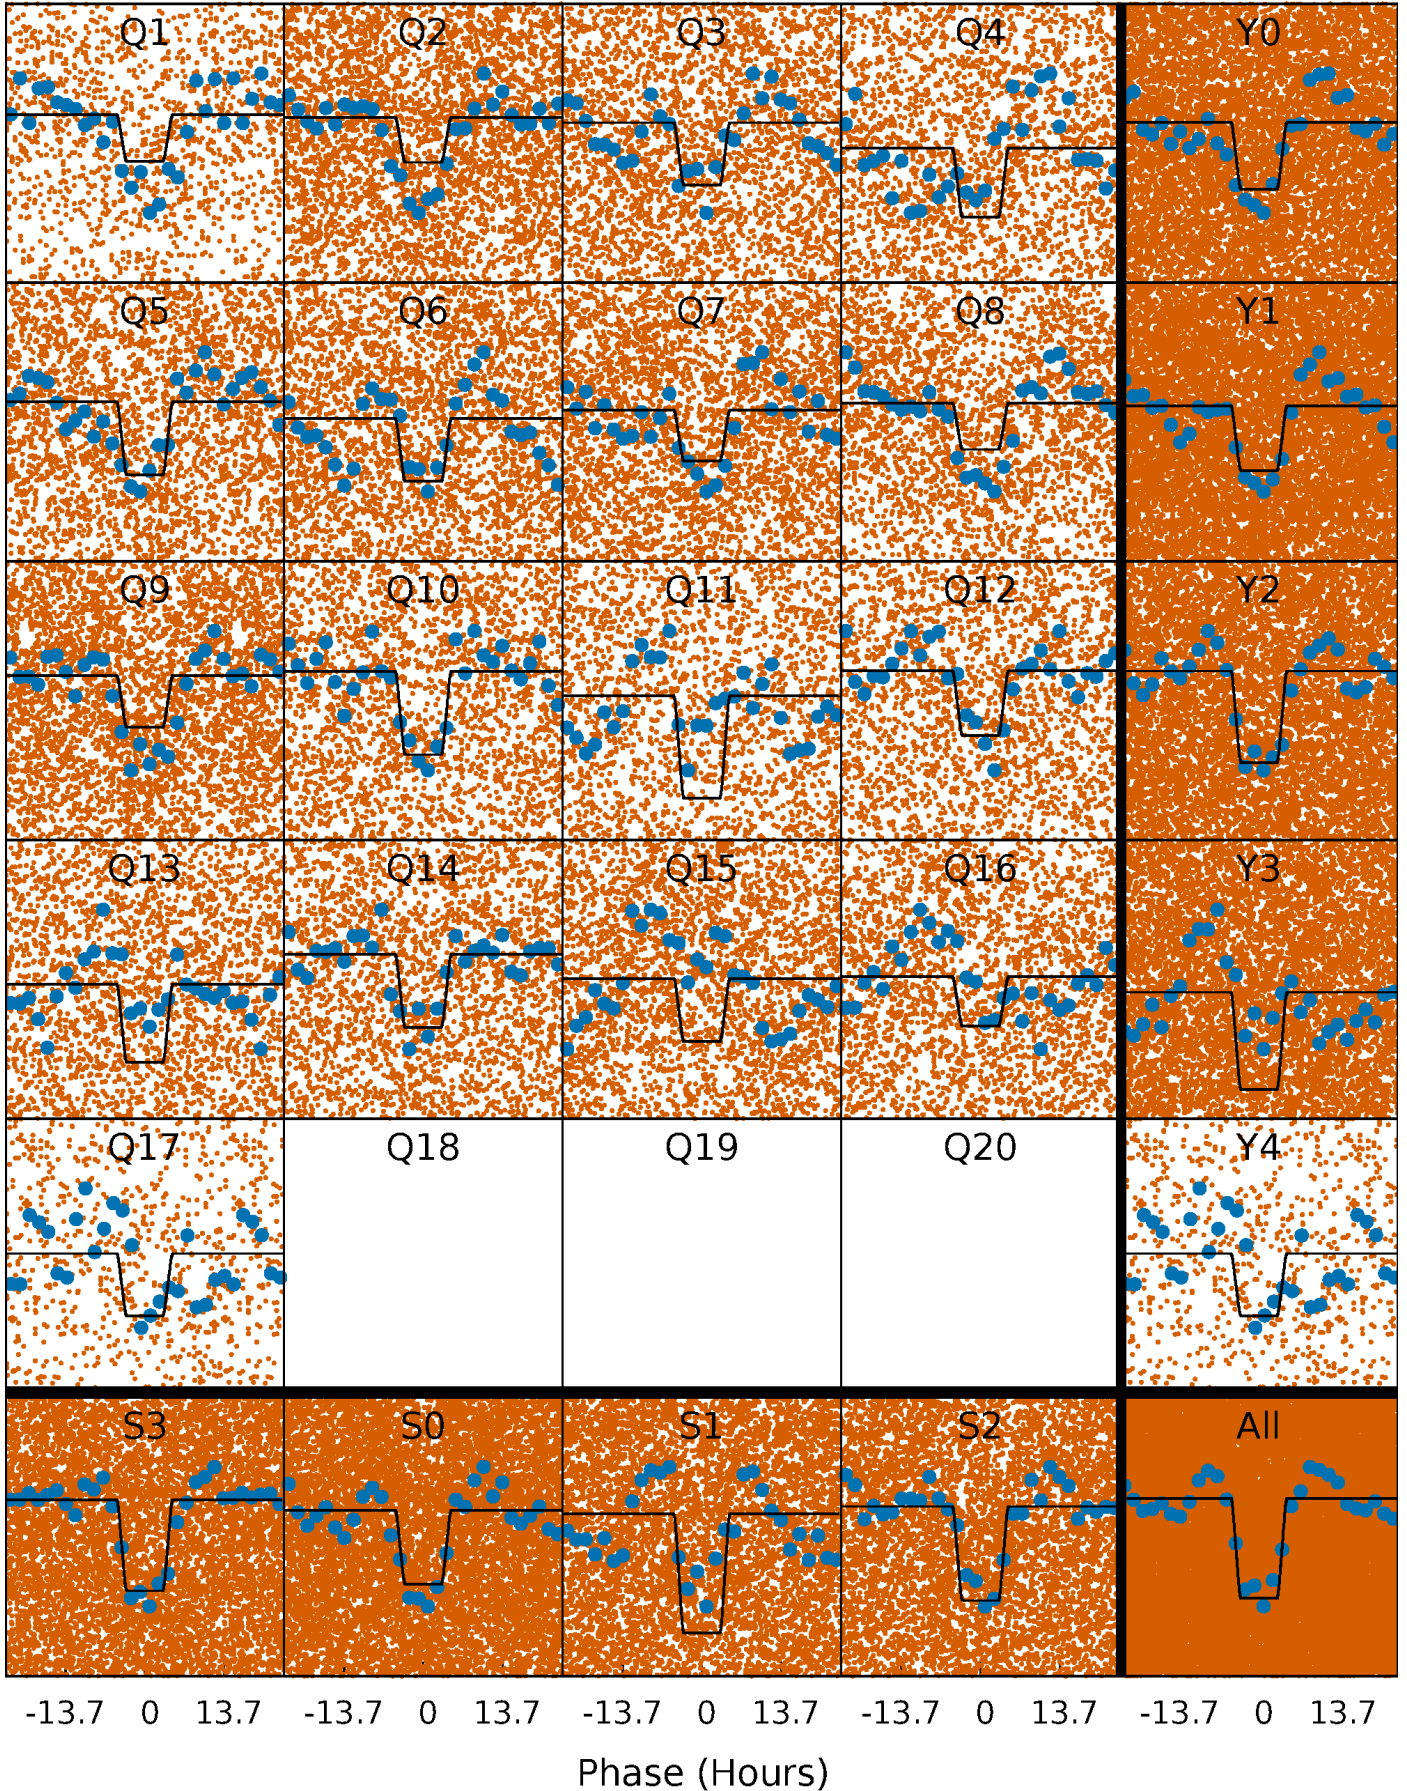 Q1 Q2 Q3 Q4 Y0
Q5 Q6 Q7 Q8 Y1
Q9 Q10 Q11 Q12 Y2
Q13 Q14 Q15 Q16 Y3
Q17 Q18 Q19 Q20 Y4
S3 S0 S1 S2 All
-13.7 0 13.7 -13.7 0 13.7 -13.7 0 13.7 -13.7 0 13.7 -13.7 0 13.7
Phase (Hours)